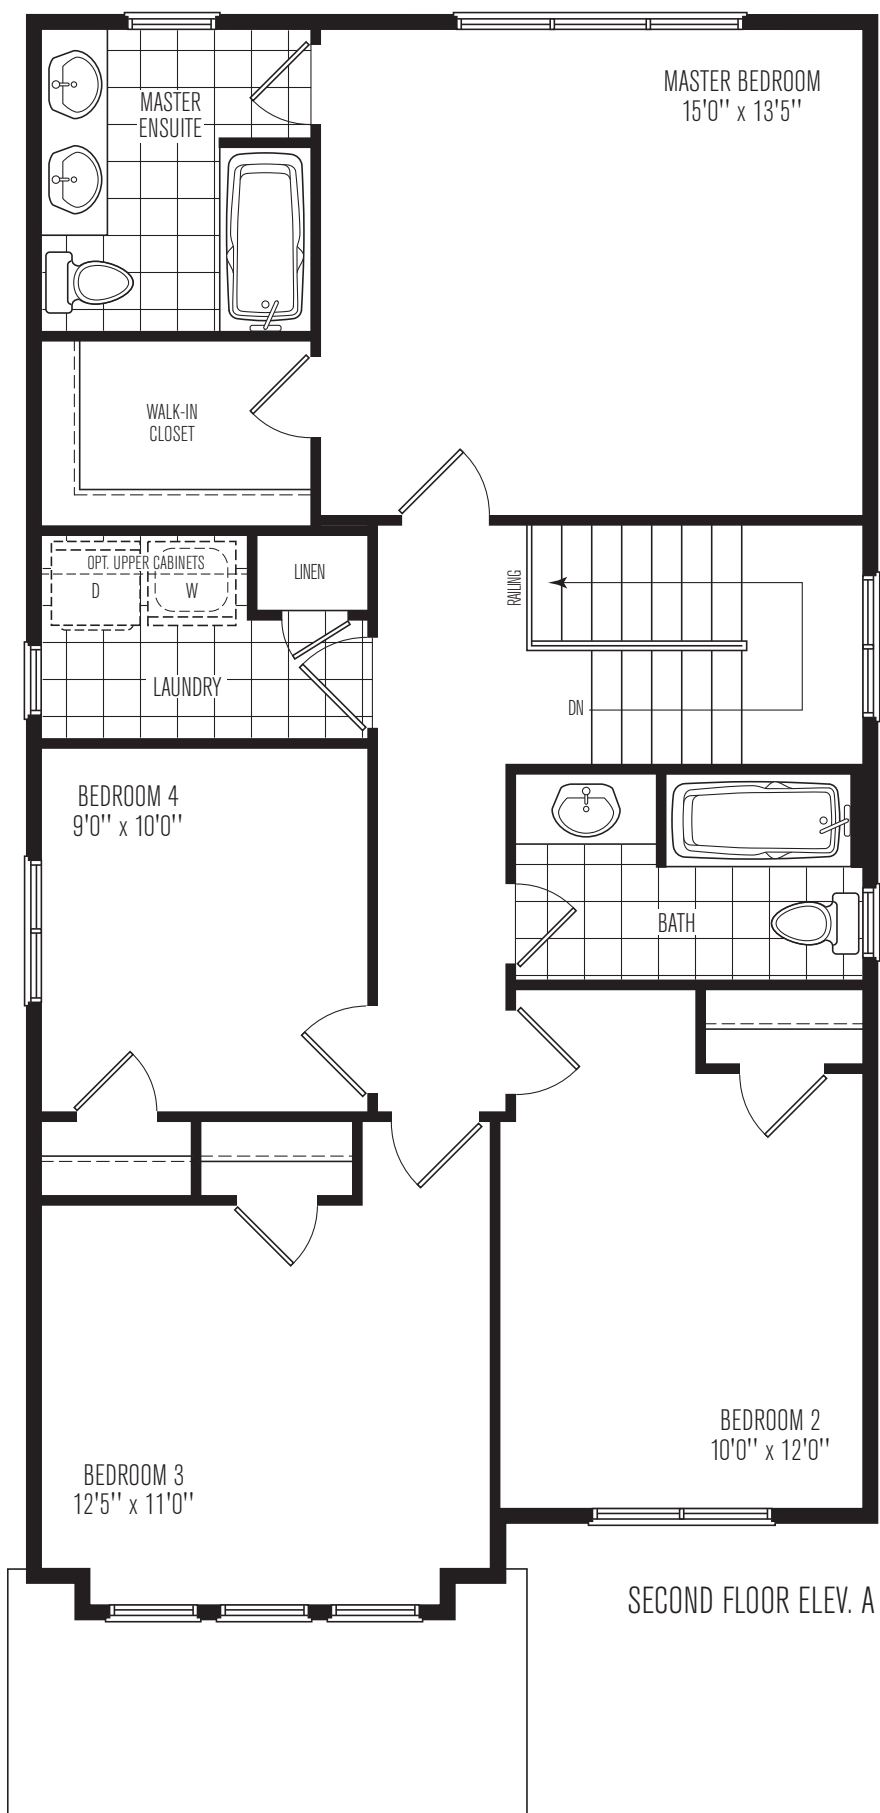 MASTER
ENSUITE
MASTER BEDROOM
15'0'' x 13'5''
WALK-IN
CLOSET
OPT. UPPER CABINETS
D
W
LINEN
RAILING
LAUNDRY
DN
BEDROOM 4
9'0'' x 10'0''
BATH
BEDROOM 2
10'0'' x 12'0''
BEDROOM 3
12'5'' x 11'0''
SECOND FLOOR ELEV. A